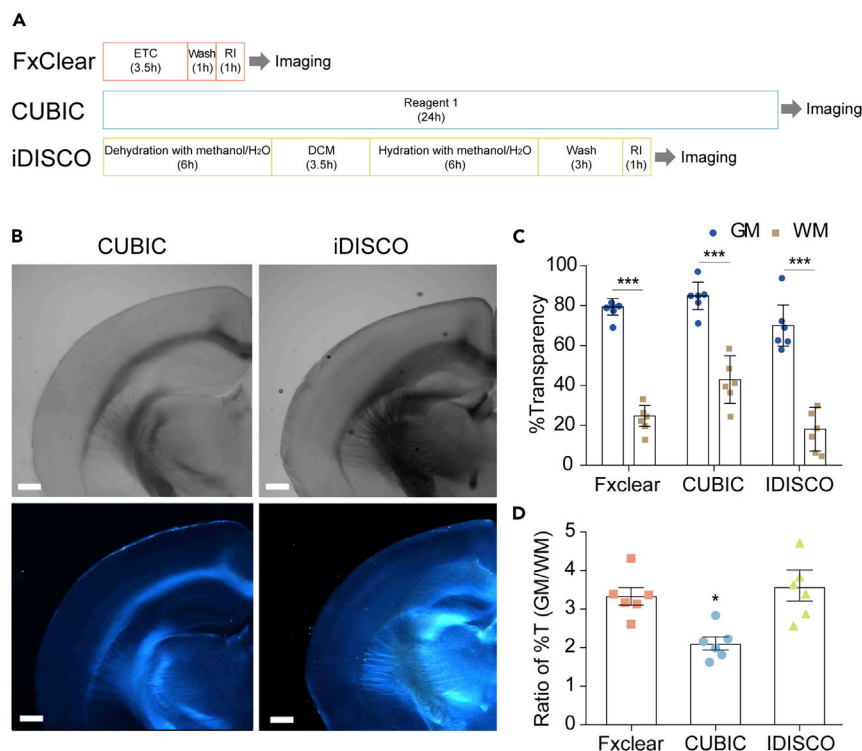 A
FxClear
ETC
(3.5h)
Wash
(1h)
RI
(1h)
Imaging
CUBIC
Reagent 1
(24h)
Imaging
iDISCO
Dehydration with methanol/H2O
(6h)
DCM
(3.5h)
Hydration with methanol/H2O
(6h)
Wash
(3h)
RI
(1h)
Imaging
B
CUBIC
iDISCO
C
GM
WM
***
***
***
%Transparency
100
80
60
40
20
0
Fxclear
CUBIC
IDISCO
D
Ratio of %T (GM/WM)
5
4
3
2
1
0
*
Fxclear
CUBIC
IDISCO